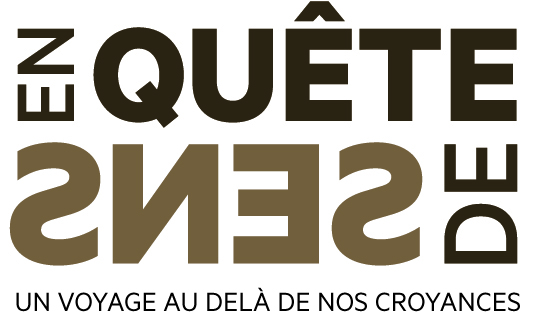 EN QUÊTE
DE SENS
UN VOYAGE AU DELÀ DE NOS CROYANCES